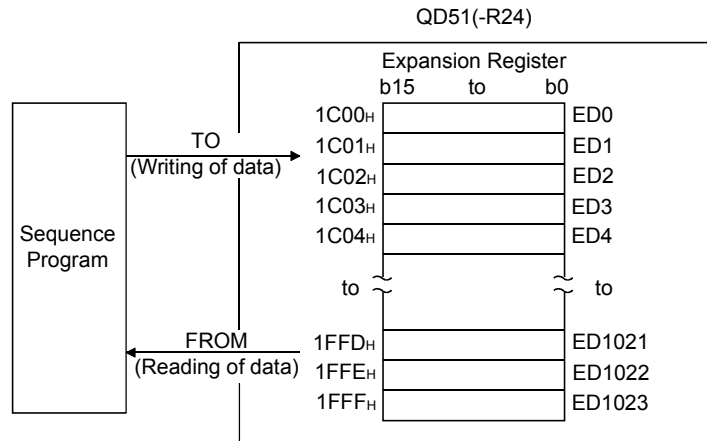 QD51(-R24)
Expansion Register
b15 to b0
1C00H ED0
TO
1C01H ED1
(Writing of data)
1C02H ED2
1C03H ED3
Sequence
Program
1C04H ED4
to to
FROM
1FFDH ED1021
(Reading of data)
1FFEH ED1022
1FFFH ED1023